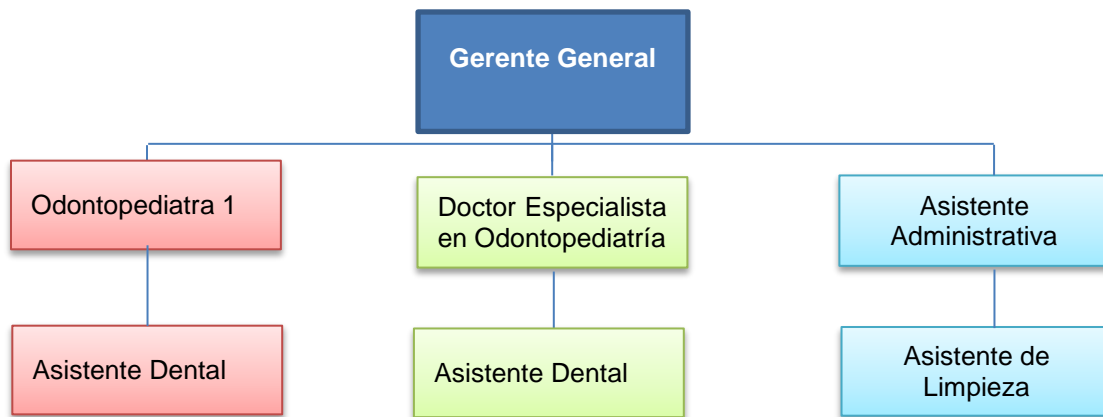 Gerente General
Odontopediatra 1
Doctor Especialista
en Odontopediatría
Asistente
Administrativa
Asistente Dental
Asistente Dental
Asistente de
Limpieza